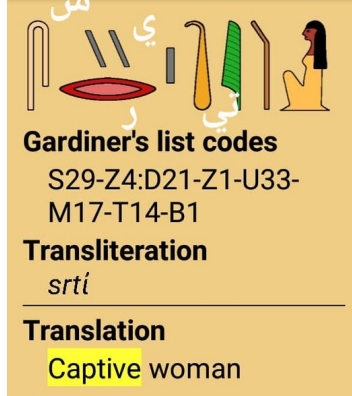 س ي
ر تي
Gardiner's list codes
S29-Z4:D21-Z1-U33-
M17-T14-B1
Transliteration
srtí
Translation
Captive woman